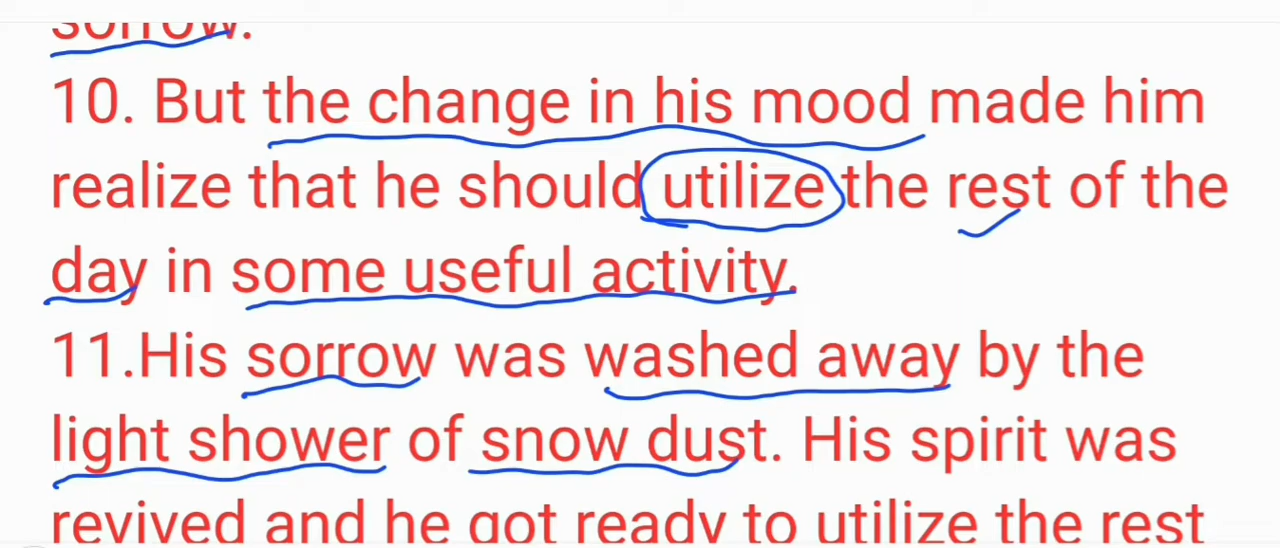 sorrow.
10. But the change in his mood made him
realize that he should utilize the rest of the
day in some useful activity.
11.His sorrow was washed away by the
light shower of snow dust. His spirit was
revived and he got ready to utilize the rest